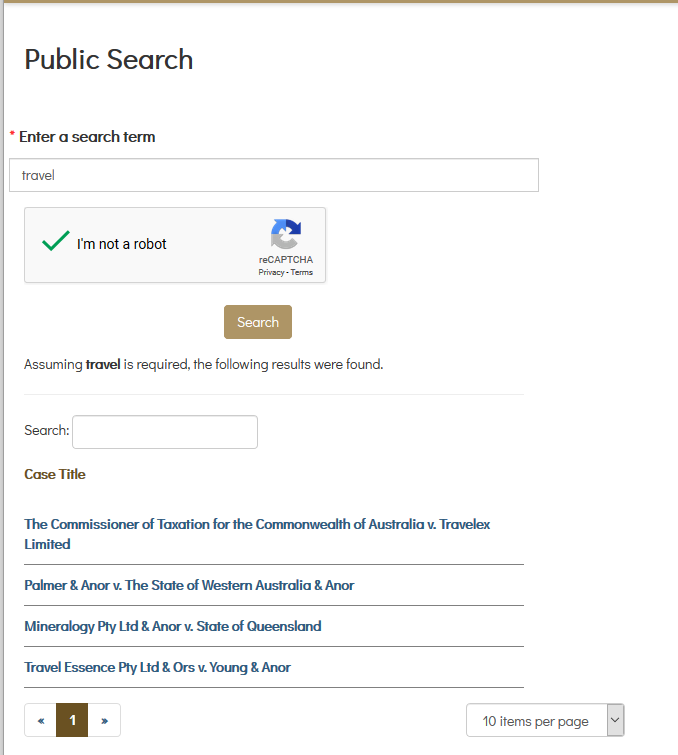 Public Search
* Enter a search term
travel
I'm not a robot
reCAPTCHA
Privacy - Terms
Search
Assuming travel is required, the following results were found.
Search:
Case Title
The Commissioner of Taxation for the Commonwealth of Australia v. Travelex
Limited
Palmer & Anor v. The State of Western Australia & Anor
Mineralogy Pty Ltd & Anor v. State of Queensland
Travel Essence Pty Ltd & Ors v. Young & Anor
« 1 » 10 items per page